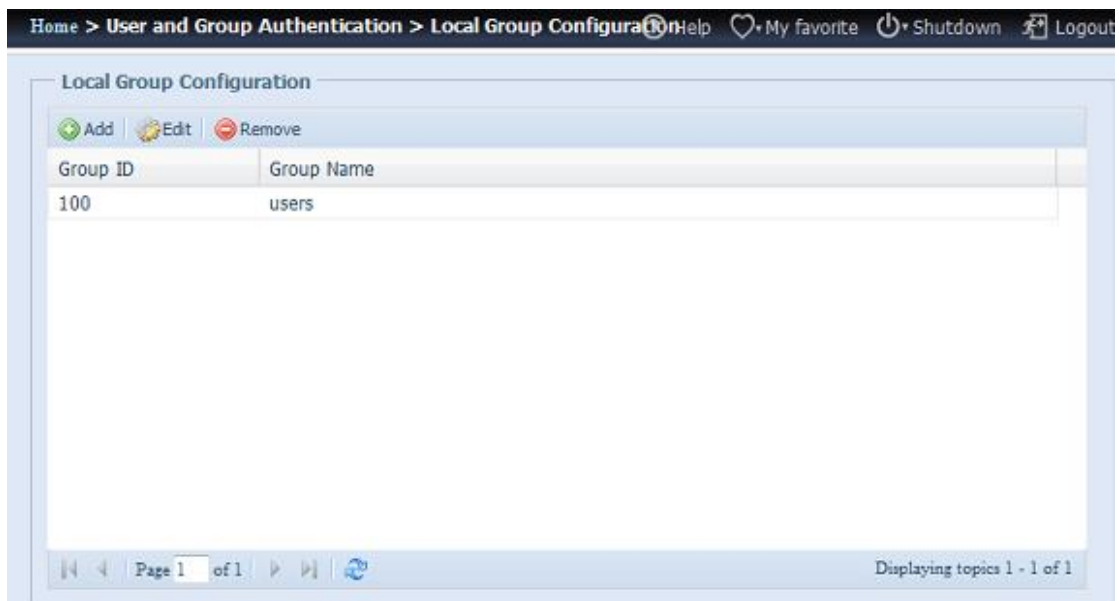 Home > User and Group Authentication > Local Group Configuration Help My favorite Shutdown Logout
Local Group Configuration
Add Edit Remove
Group ID Group Name
100 users
Page 1 of 1 Displaying topics 1 - 1 of 1